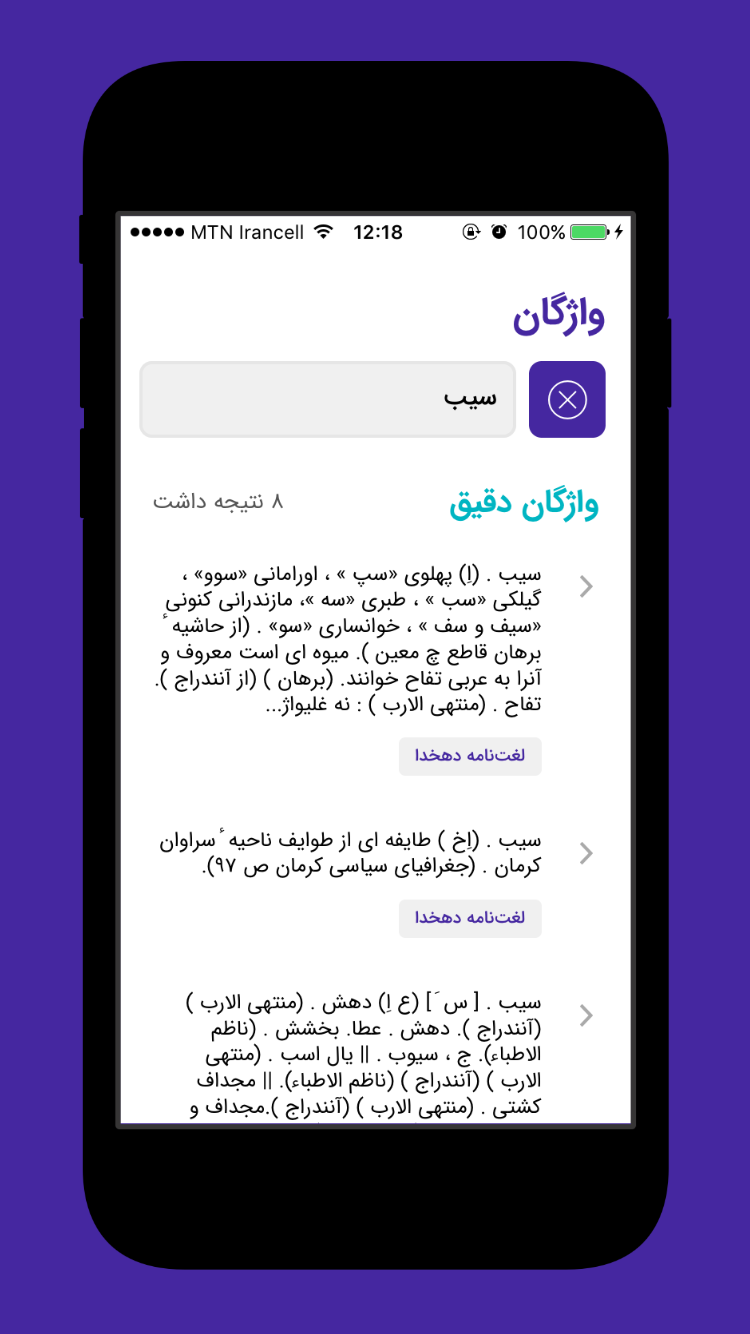 MTN Irancell 12:18 100%
واژگان
سیب
واژگان دقیق
۸ نتیجه داشت
سیب . (اِ) پهلوی «سپ » ، اورامانی «سوو» ،
گیلکی «سب » ، طبری «سه »، مازندرانی کنونی
«سیف و سف » ، خوانساری «سو» . (از حاشیه ٔ
برهان قاطع چ معین ). میوه ای است معروف و
آنرا به عربی تفاح خوانند. (برهان ) (از آنندراج ).
تفاح . (منتهی الارب ) : نه غلیواژ...
لغت‌نامه دهخدا
سیب . (اِخ ) طایفه ای از طوایف ناحیه ٔ سراوان
کرمان . (جغرافیای سیاسی کرمان ص ۹۷).
لغت‌نامه دهخدا
سیب . [ س َ ] (ع اِ) دهش . (منتهی الارب )
(آنندراج ). دهش . عطا. بخشش . (ناظم
الاطباء). ج ، سیوب . || یال اسب . (منتهی
الارب ) (آنندراج ) (ناظم الاطباء). || مجداف
کشتی . (منتهی الارب ) (آنندراج ).مجداف و